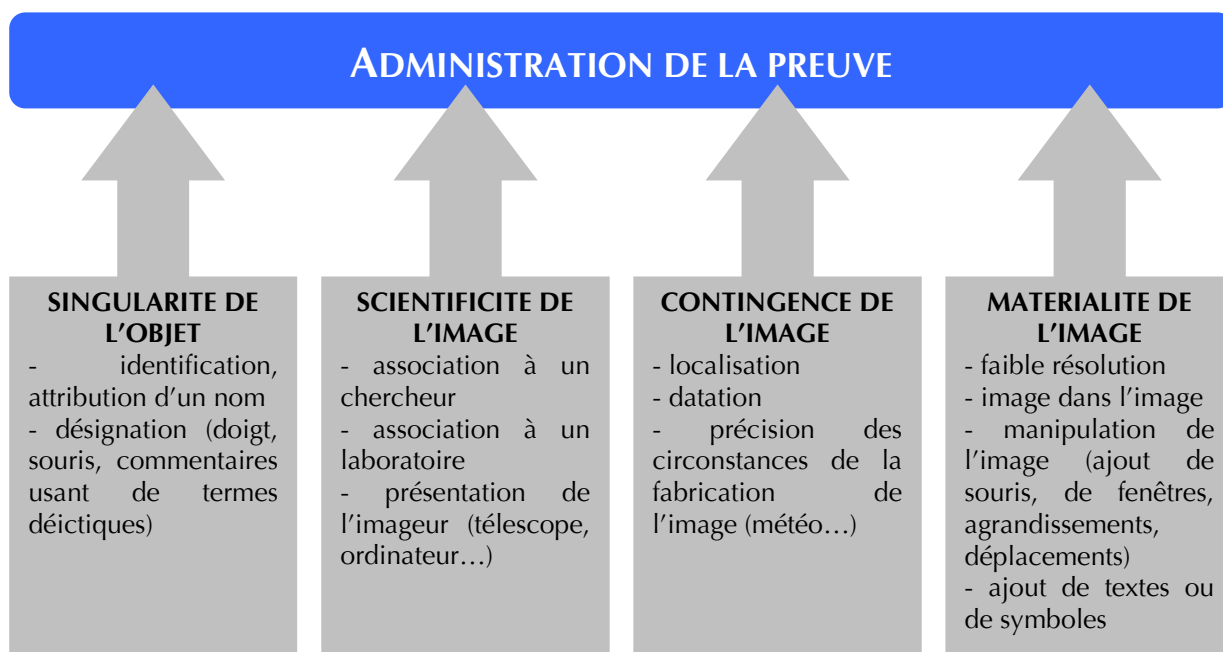 ADMINISTRATION DE LA PREUVE
SINGULARITE DE
L’OBJET
- identification,
attribution d’un nom
- désignation (doigt,
souris, commentaires
usant de termes
déictiques)
SCIENTIFICITE DE
L’IMAGE
- association à un
chercheur
- association à un
laboratoire
- présentation de
l’imageur (télescope,
ordinateur…)
CONTINGENCE DE
L’IMAGE
- localisation
- datation
- précision des
circonstances de la
fabrication de
l’image (météo…)
MATERIALITE DE
L’IMAGE
- faible résolution
- image dans l’image
- manipulation de
l’image (ajout de
souris, de fenêtres,
agrandissements,
déplacements)
- ajout de textes ou
de symboles